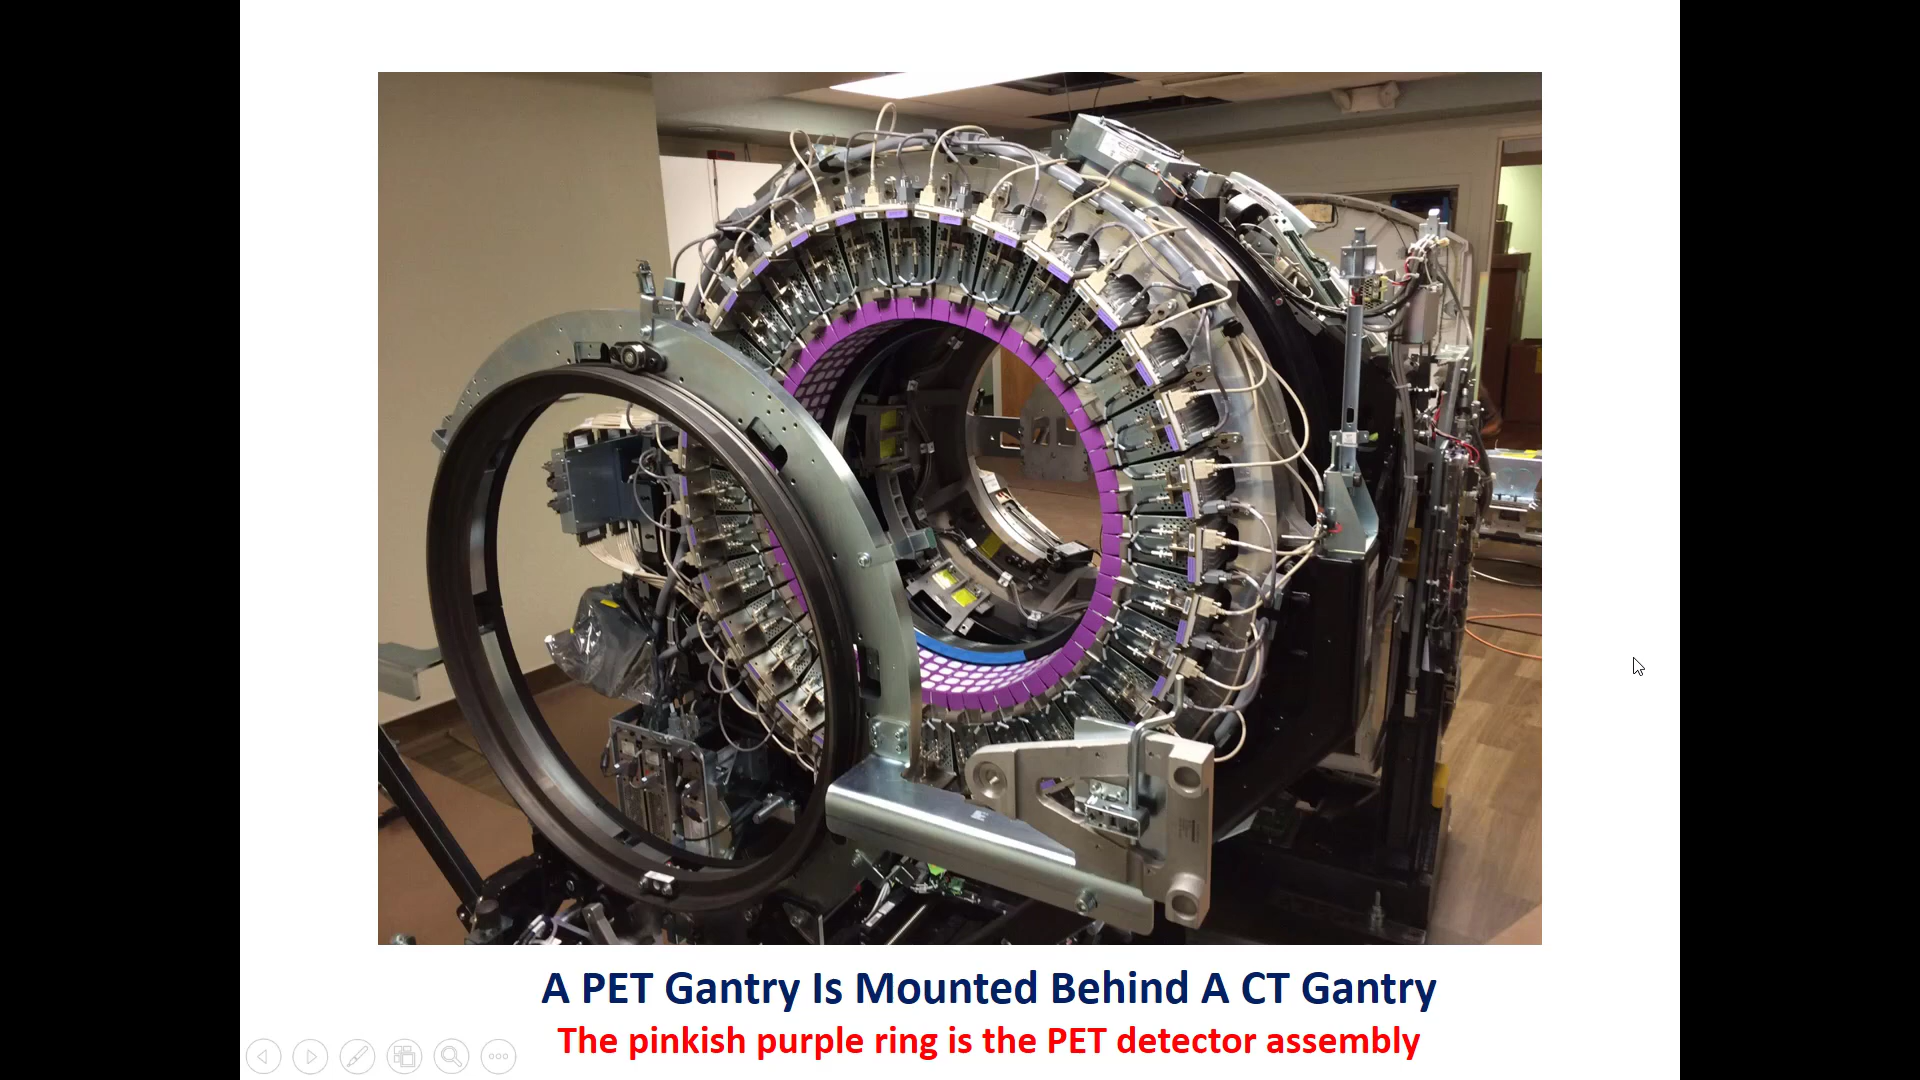 A PET Gantry Is Mounted Behind A CT Gantry
The pinkish purple ring is the PET detector assembly